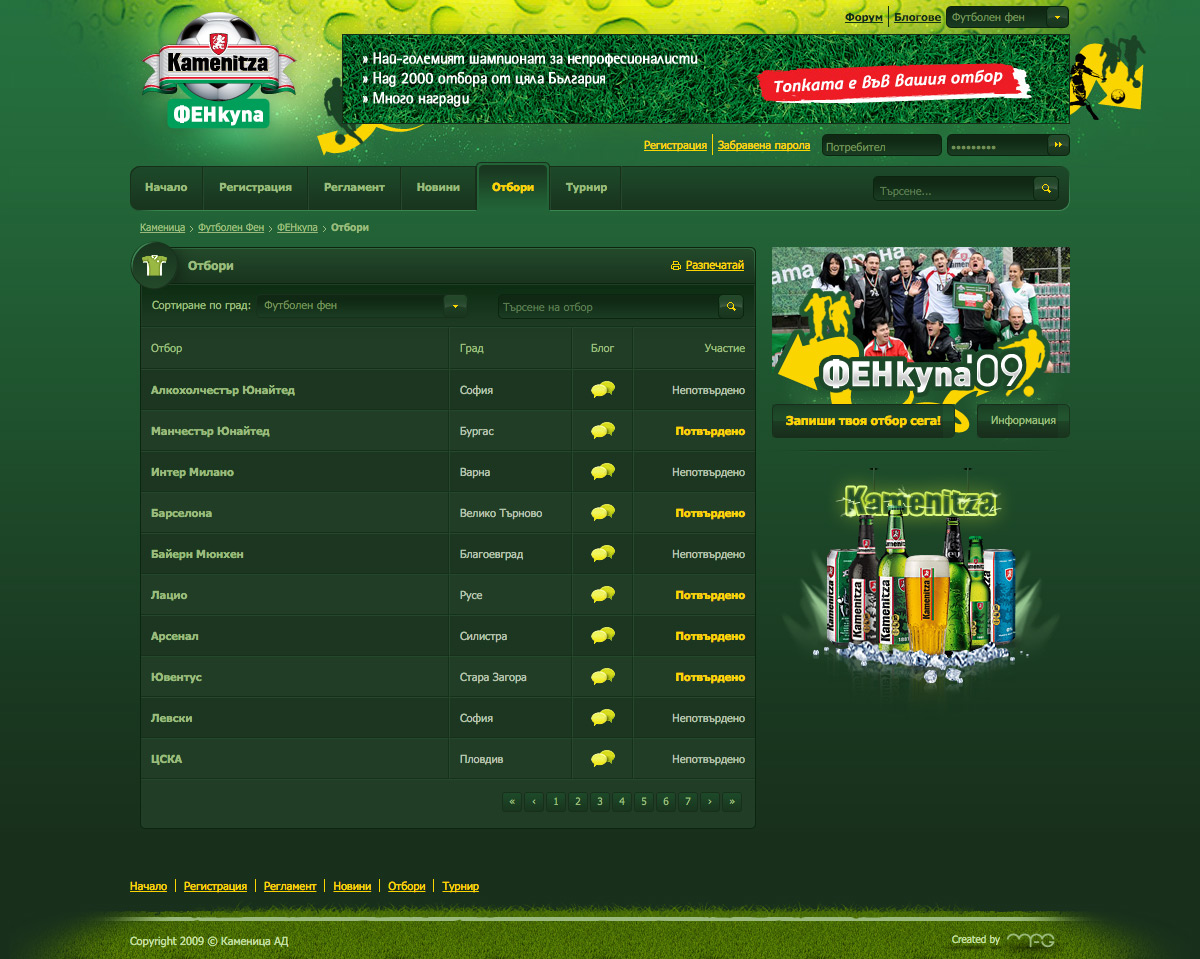 Форум Блогове Футболен фен
Kamenitza
ФЕНкупа
» Най-големият шампионат за непрофесионалисти
» Над 2000 отбора от цяла България
» Много награди
Топката е във вашия отбор
Регистрация Забравена парола Потребител
Начало Регистрация Регламент Новини Отбори Турнир Търсене...
Каменица › Футболен Фен › ФЕНкупа › Отбори
Отбори Разпечатай
Сортиране по град: Футболен фен Търсене на отбор
Отбор Град Блог Участие
Алкохолчестър Юнайтед София Непотвърдено
Манчестър Юнайтед Бургас Потвърдено
Интер Милано Варна Непотвърдено
Барселона Велико Търново Потвърдено
Байерн Мюнхен Благоевград Непотвърдено
Лацио Русе Потвърдено
Арсенал Силистра Потвърдено
Ювентус Стара Загора Потвърдено
Левски София Непотвърдено
ЦСКА Пловдив Непотвърдено
« ‹ 1 2 3 4 5 6 7 › »
Kamenitza
ФЕНкупа'09
Запиши твоя отбор сега! Информация
Kamenitza
Kamenitza
Kamenitza
Kamenitza
Kamenitza
Начало Регистрация Регламент Новини Отбори Турнир
Copyright 2009 © Каменица АД
Created by